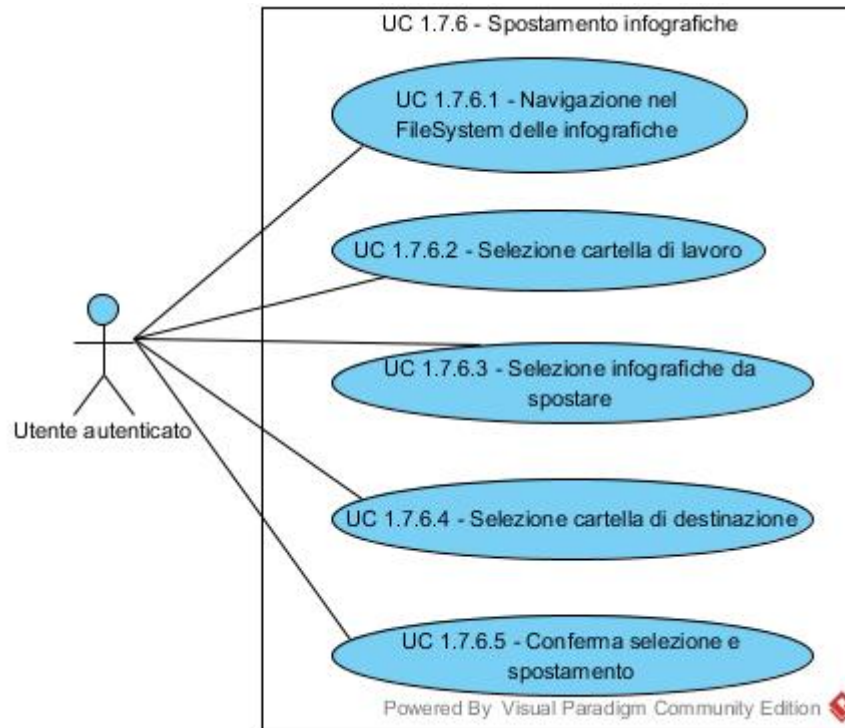 UC 1.7.6 - Spostamento infografiche
UC 1.7.6.1 - Navigazione nel
FileSystem delle infografiche
UC 1.7.6.2 - Selezione cartella di lavoro
UC 1.7.6.3 - Selezione infografiche da
spostare
Utente autenticato
UC 1.7.6.4 - Selezione cartella di destinazione
UC 1.7.6.5 - Conferma selezione e
spostamento
Powered By Visual Paradigm Community Edition